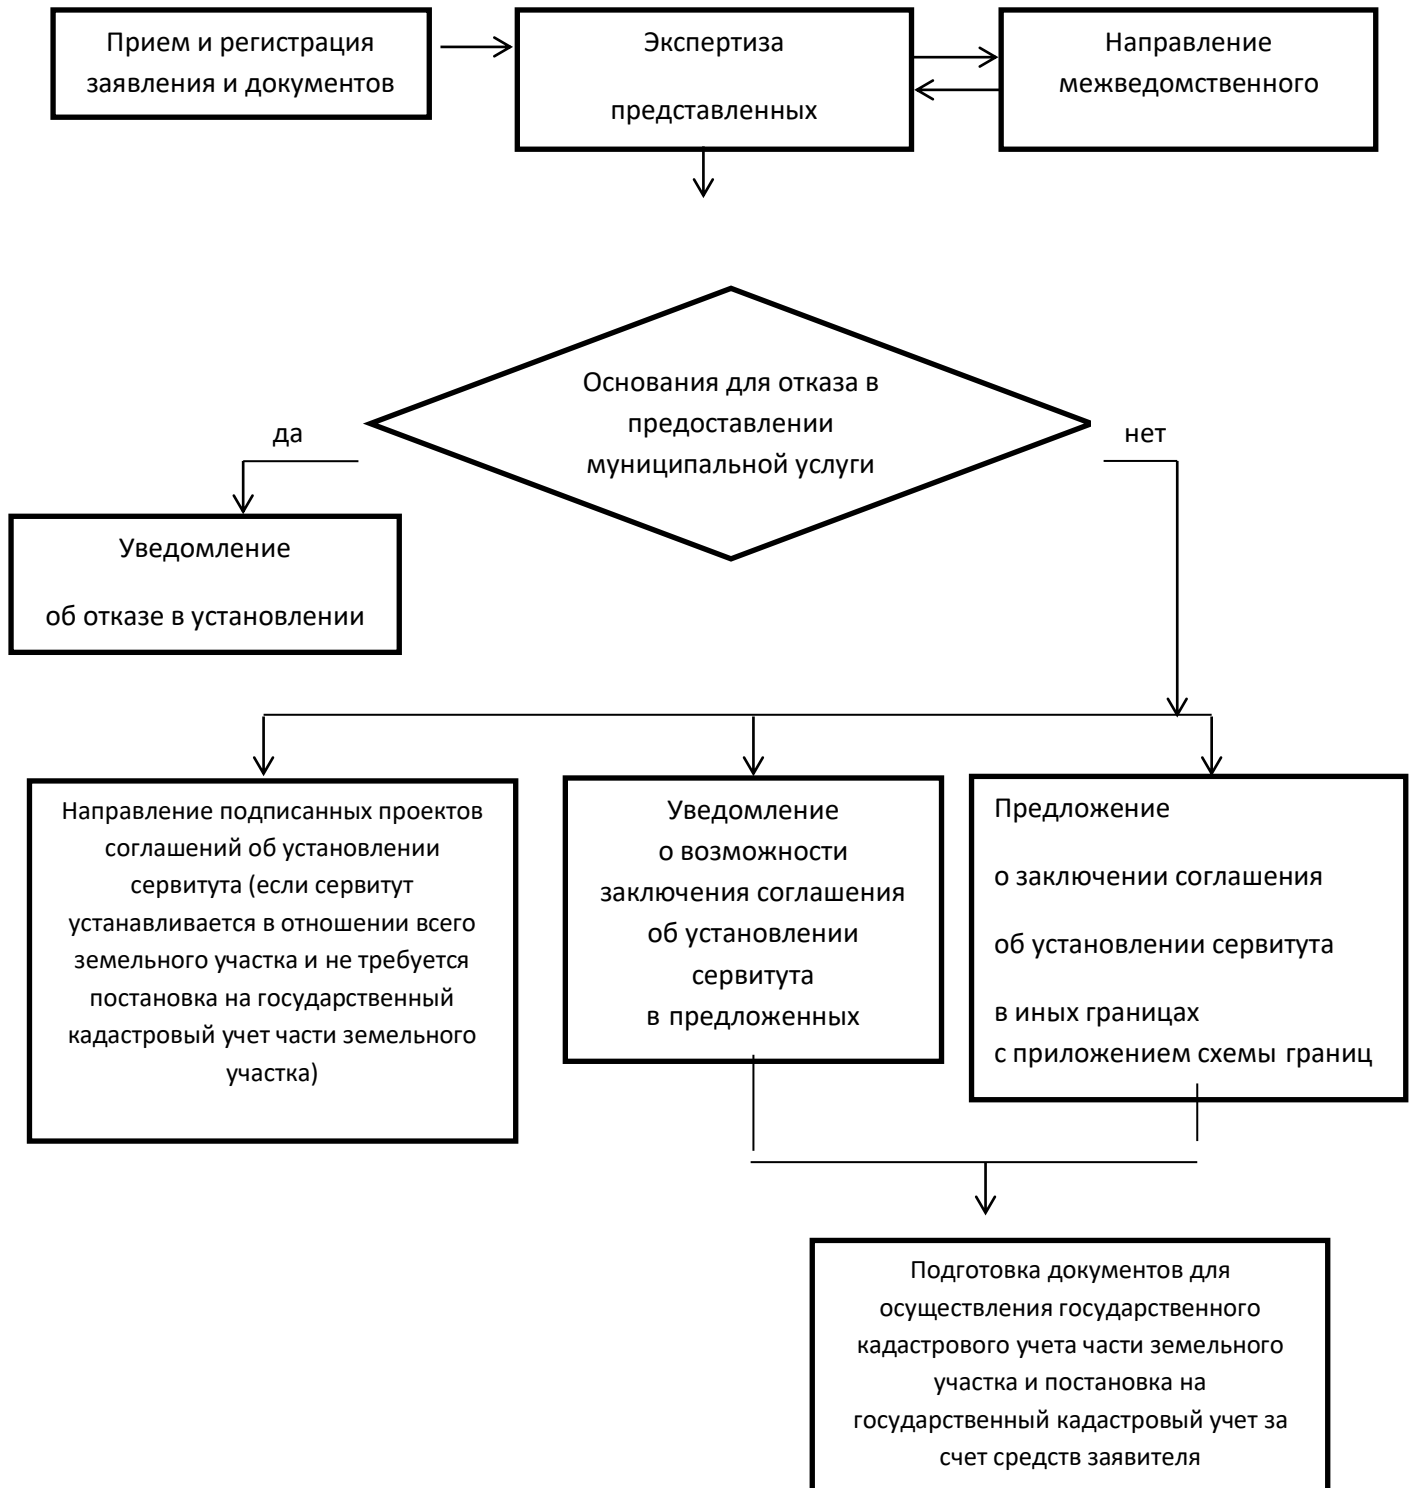 Прием и регистрация
заявления и документов
Экспертиза
представленных
Направление
межведомственного
Основания для отказа в
предоставлении
муниципальной услуги
да
нет
Уведомление
об отказе в установлении
Направление подписанных проектов
соглашений об установлении
сервитута (если сервитут
устанавливается в отношении всего
земельного участка и не требуется
постановка на государственный
кадастровый учет части земельного
участка)
Уведомление
о возможности
заключения соглашения
об установлении
сервитута
в предложенных
Предложение
о заключении соглашения
об установлении сервитута
в иных границах
с приложением схемы границ
Подготовка документов для
осуществления государственного
кадастрового учета части земельного
участка и постановка на
государственный кадастровый учет за
счет средств заявителя